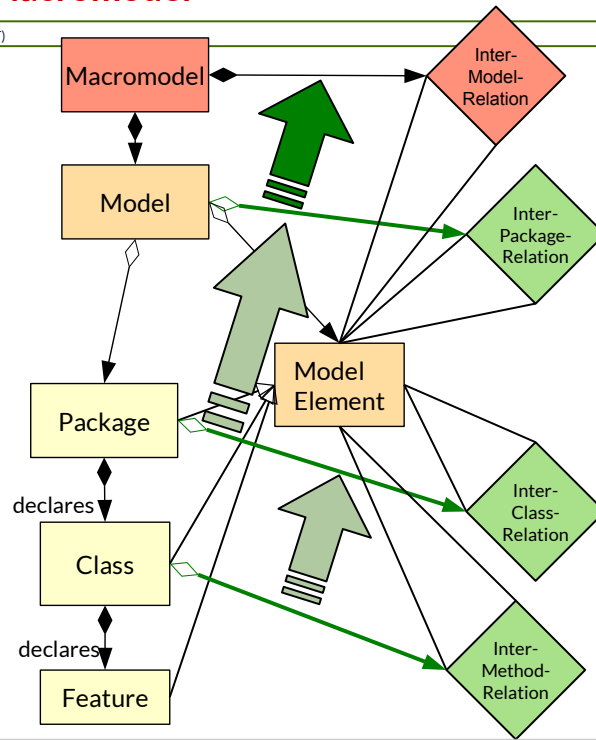 Macromodel
Inter-
Model-
Relation
Model
Inter-
Package-
Relation
Model
Element
Package
declares
Inter-
Class-
Relation
Class
declares
Inter-
Method-
Relation
Feature